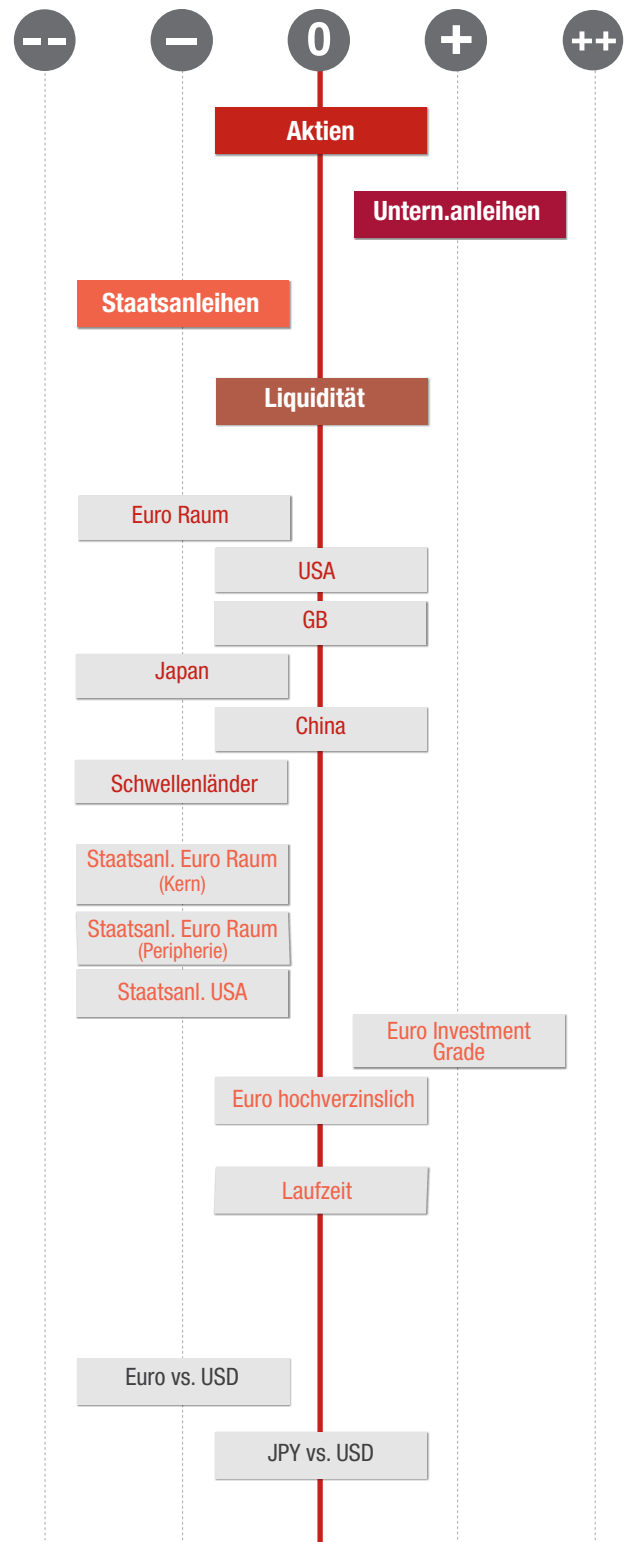 -- − 0 + ++
Aktien
Untern.anleihen
Staatsanleihen
Liquidität
Euro Raum
USA
GB
Japan
China
Schwellenländer
Staatsanl. Euro Raum
(Kern)
Staatsanl. Euro Raum
(Peripherie)
Staatsanl. USA
Euro Investment
Grade
Euro hochverzinslich
Laufzeit
Euro vs. USD
JPY vs. USD